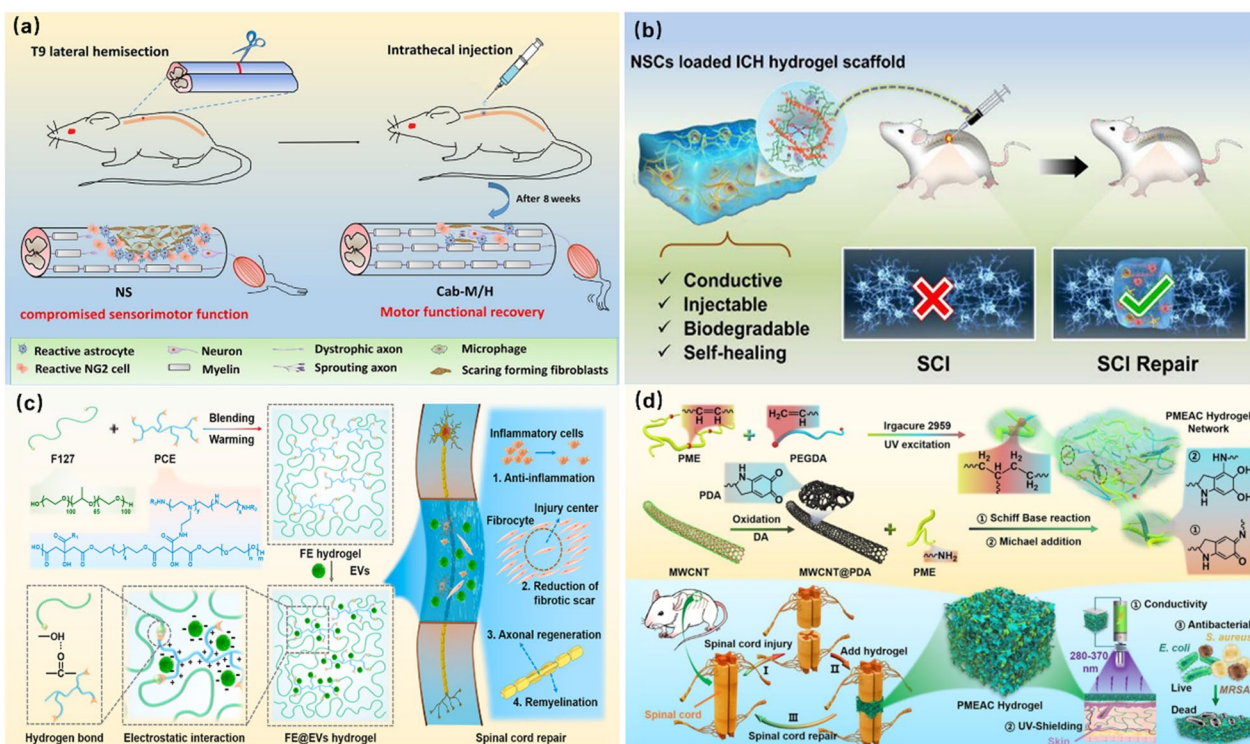 (a)
T9 lateral hemisection
Intrathecal injection
After 8 weeks
NS
Cab-M/H
compromised sensorimotor function
Motor functional recovery
Reactive astrocyte
Neuron
Dystrophic axon
Microphage
Reactive NG2 cell
Myelin
Sprouting axon
Scaring forming fibroblasts
(b)
NSCs loaded ICH hydrogel scaffold
✓ Conductive
✓ Injectable
✓ Biodegradable
✓ Self-healing
SCI
SCI Repair
(c)
+
Blending
Warming
F127
PCE
FE hydrogel
EVs
Hydrogen bond
Electrostatic interaction
FE@EVs hydrogel
Inflammatory cells
1. Anti-inflammation
Injury center
Fibrocyte
2. Reduction of
fibrotic scar
3. Axonal regeneration
4. Remyelination
Spinal cord repair
(d)
PME
PEGDA
Irgacure 2959
UV excitation
PMEAC Hydrogel
Network
PDA
Oxidation
DA
MWCNT
MWCNT@PDA
PME
NH2
① Schiff Base reaction
② Michael addition
Spinal cord injury
I
II
Add hydrogel
Spinal cord
III
Spinal cord repair
PMEAC Hydrogel
① Conductivity
③ Antibacterial
S. aureus
E. coli
280-370
nm
Live
MRSA
Dead
② UV-Shielding
Skin